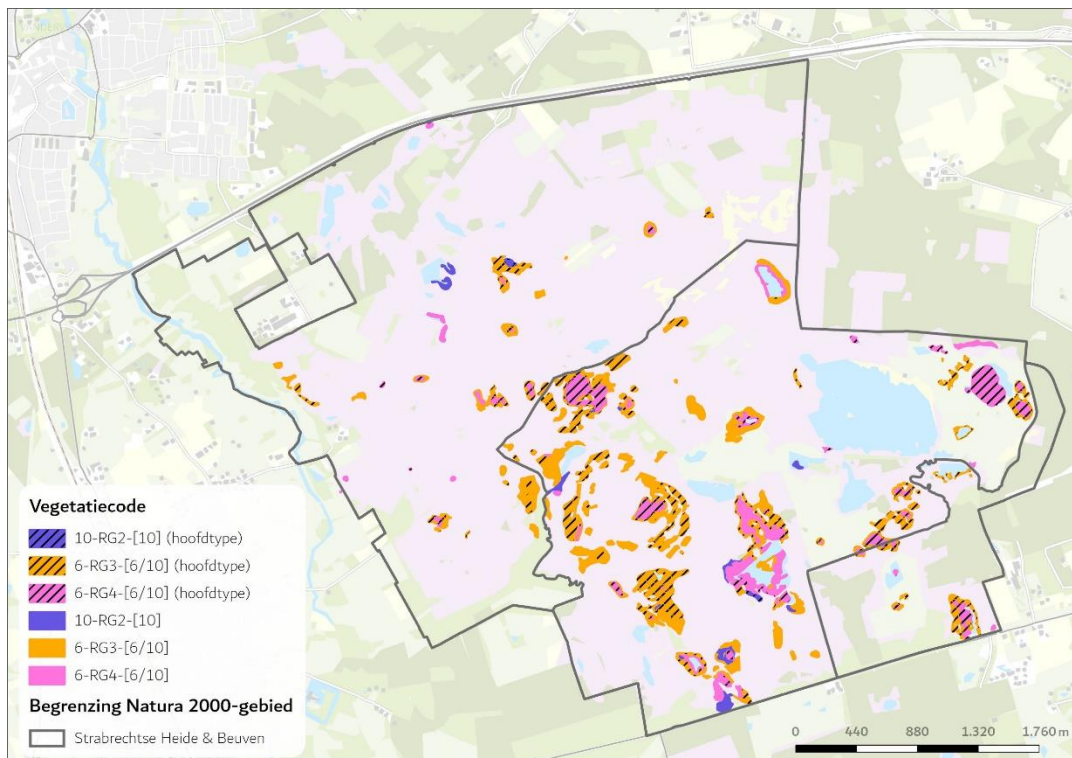 Vegetatiecode
10-RG2-[10] (hoofdtype)
6-RG3-[6/10] (hoofdtype)
6-RG4-[6/10] (hoofdtype)
10-RG2-[10]
6-RG3-[6/10]
6-RG4-[6/10]
Begrenzing Natura 2000-gebied
Strabrechtse Heide & Beuven
0 440 880 1.320 1.760 m